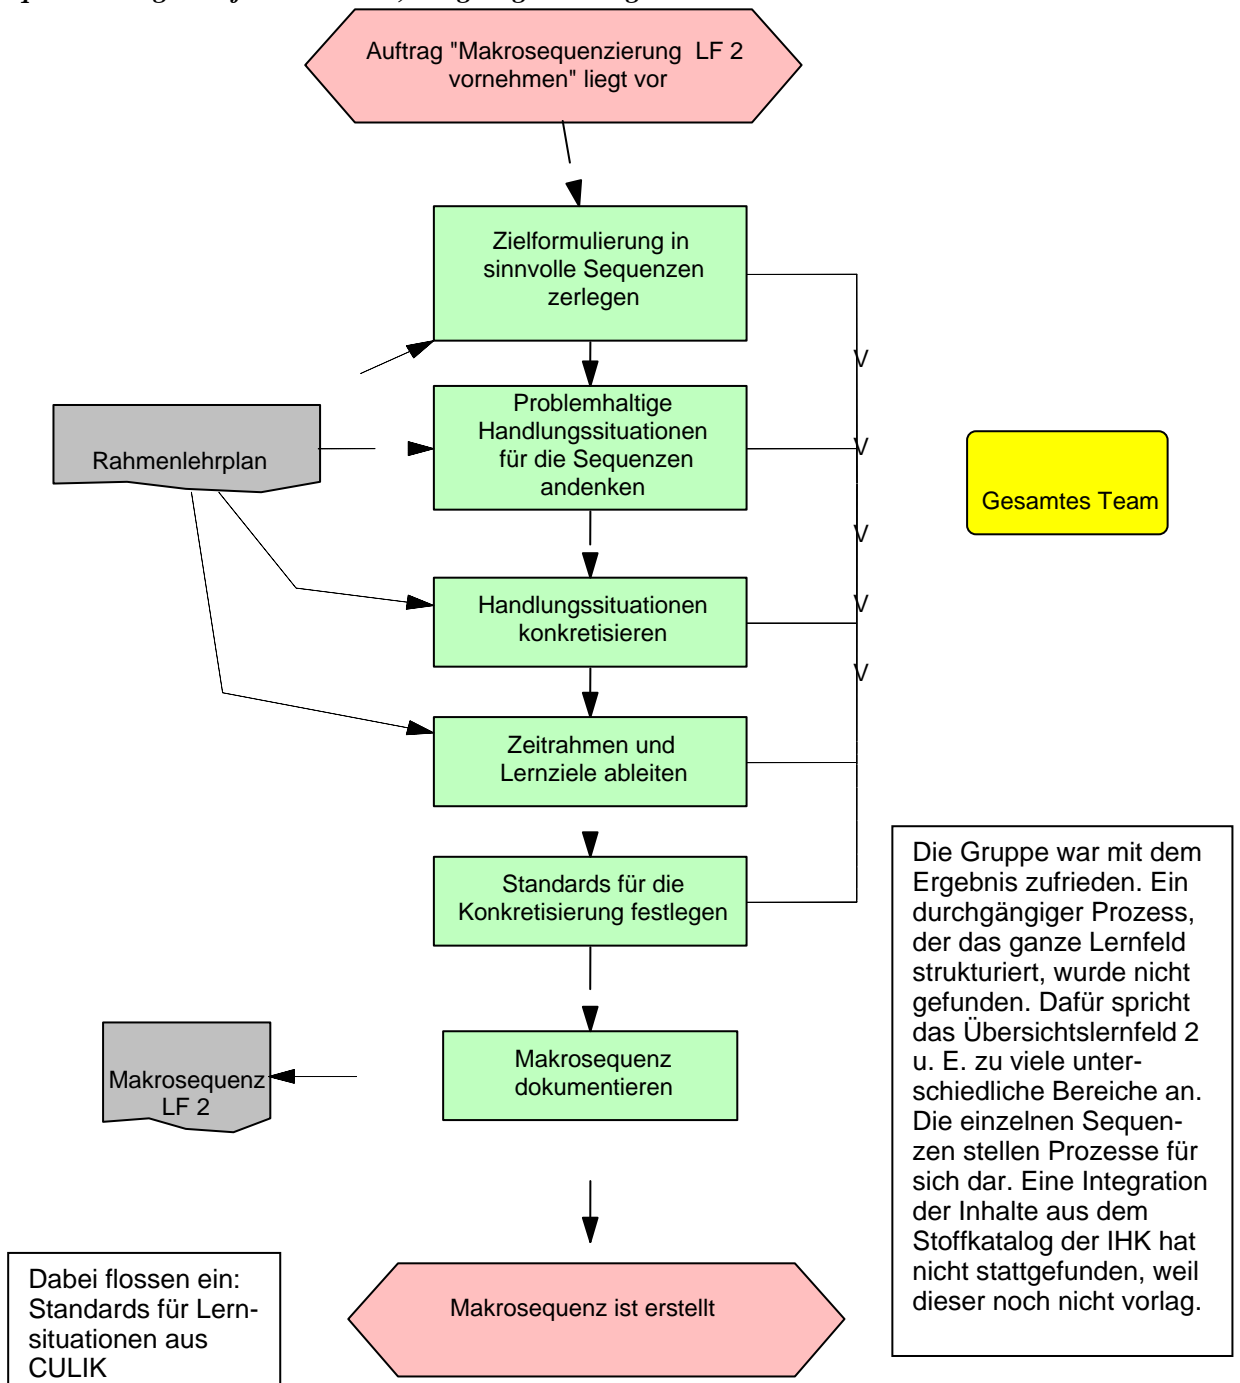 Auftrag "Makrosequenzierung LF 2
vornehmen" liegt vor
Zielformulierung in
sinnvolle Sequenzen
zerlegen
V
Problemhaltige
Handlungssituationen
für die Sequenzen
andenken
V
Rahmenlehrplan
Gesamtes Team
V
Handlungssituationen
konkretisieren
V
V
Zeitrahmen und
Lernziele ableiten
Standards für die
Konkretisierung festlegen
Die Gruppe war mit dem
Ergebnis zufrieden. Ein
durchgängiger Prozess,
der das ganze Lernfeld
strukturiert, wurde nicht
gefunden. Dafür spricht
das Übersichtslernfeld 2
u. E. zu viele unter-
schiedliche Bereiche an.
Die einzelnen Sequen-
zen stellen Prozesse für
sich dar. Eine Integration
der Inhalte aus dem
Stoffkatalog der IHK hat
nicht stattgefunden, weil
dieser noch nicht vorlag.
Makrosequenz
dokumentieren
Makrosequenz
LF 2
Dabei flossen ein:
Standards für Lern-
situationen aus
CULIK
Makrosequenz ist erstellt